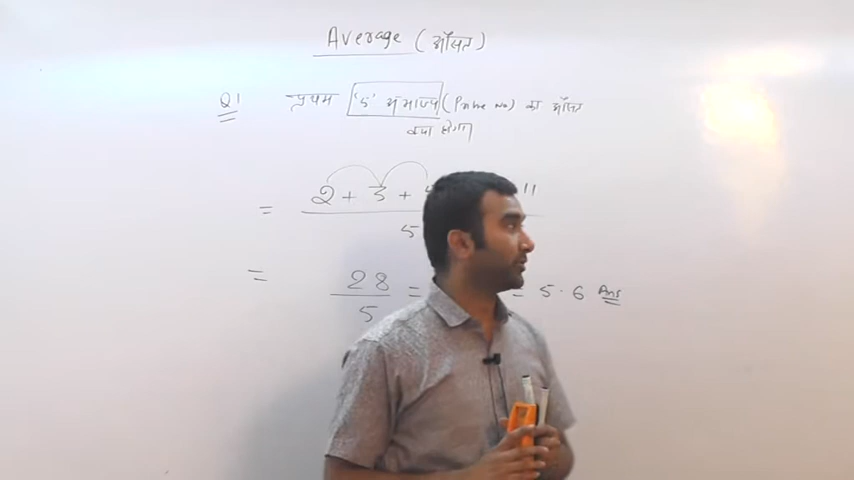 Average (औसत)
Q1 प्रथम '5' अभाज्य (Prime No) का औसत
क्या होगा
= 2 + 3 + 11
5
= 28 = = 5.6 Ans
5